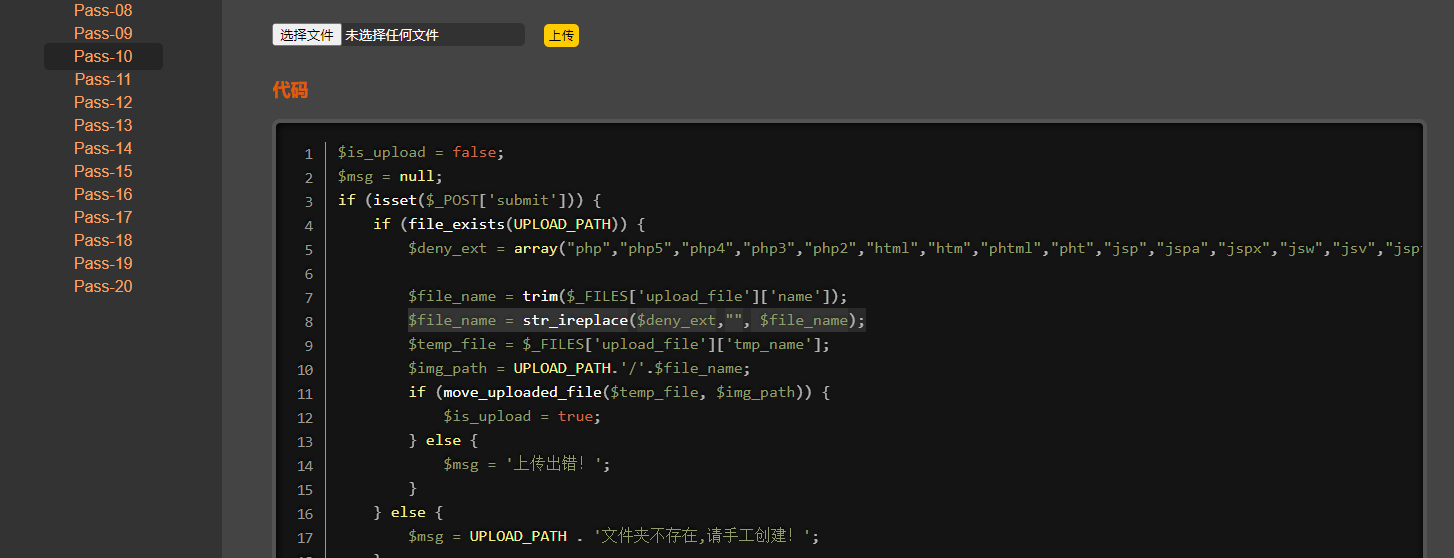 Pass-08
Pass-09
Pass-10
Pass-11
Pass-12
Pass-13
Pass-14
Pass-15
Pass-16
Pass-17
Pass-18
Pass-19
Pass-20
选择文件 未选择任何文件 上传
代码
1 $is_upload = false;
2 $msg = null;
3 if (isset($_POST['submit'])) {
4 if (file_exists(UPLOAD_PATH)) {
5 $deny_ext = array("php","php5","php4","php3","php2","html","htm","phtml","pht","jsp","jspa","jspx","jsw","jsv","jsp
6
7 $file_name = trim($_FILES['upload_file']['name']);
8 $file_name = str_ireplace($deny_ext,"", $file_name);
9 $temp_file = $_FILES['upload_file']['tmp_name'];
10 $img_path = UPLOAD_PATH.'/'.$file_name;
11 if (move_uploaded_file($temp_file, $img_path)) {
12 $is_upload = true;
13 } else {
14 $msg = '上传出错！';
15 }
16 } else {
17 $msg = UPLOAD_PATH . '文件夹不存在,请手工创建！';